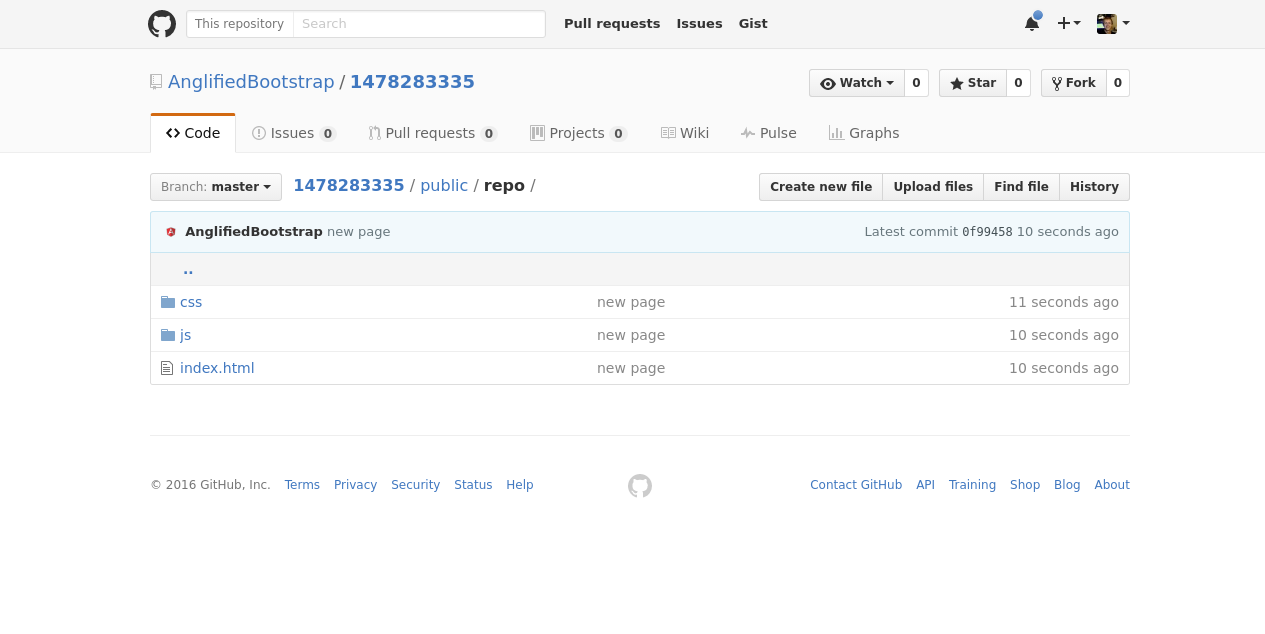 This repository Search Pull requests Issues Gist
AnglifiedBootstrap / 1478283335 Watch 0 Star 0 Fork 0
Code Issues 0 Pull requests 0 Projects 0 Wiki Pulse Graphs
Branch: master 1478283335 / public / repo / Create new file Upload files Find file History
AnglifiedBootstrap new page Latest commit 0f99458 10 seconds ago
..
css new page 11 seconds ago
js new page 10 seconds ago
index.html new page 10 seconds ago
© 2016 GitHub, Inc. Terms Privacy Security Status Help Contact GitHub API Training Shop Blog About